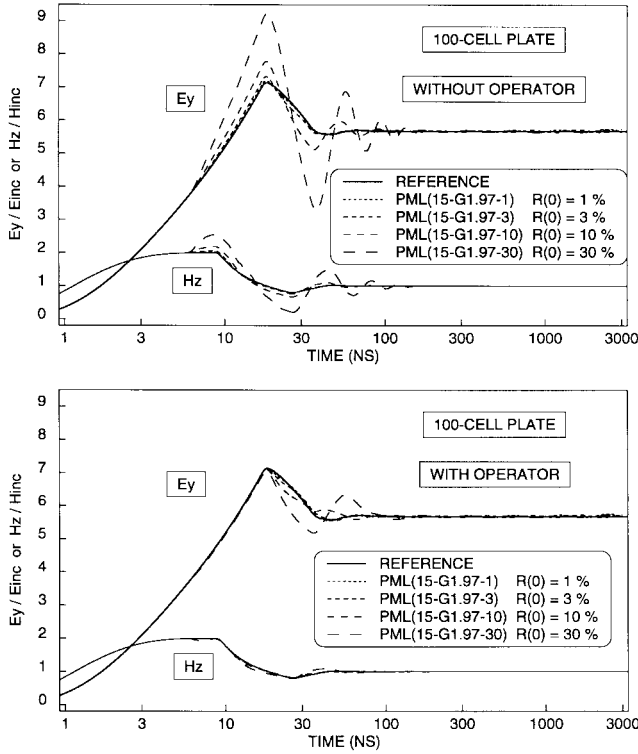 9
8
7
6
5
4
3
2
1
0
Ey / Einc or Hz / Hinc
100-CELL PLATE
WITHOUT OPERATOR
Ey
Hz
REFERENCE
PML(15-G1.97-1) R(0) = 1 %
PML(15-G1.97-3) R(0) = 3 %
PML(15-G1.97-10) R(0) = 10 %
PML(15-G1.97-30) R(0) = 30 %
1 3 10 30 100 300 1000 3000
TIME (NS)
9
8
7
6
5
4
3
2
1
0
Ey / Einc or Hz / Hinc
100-CELL PLATE
WITH OPERATOR
Ey
Hz
REFERENCE
PML(15-G1.97-1) R(0) = 1 %
PML(15-G1.97-3) R(0) = 3 %
PML(15-G1.97-10) R(0) = 10 %
PML(15-G1.97-30) R(0) = 30 %
1 3 10 30 100 300 1000 3000
TIME (NS)